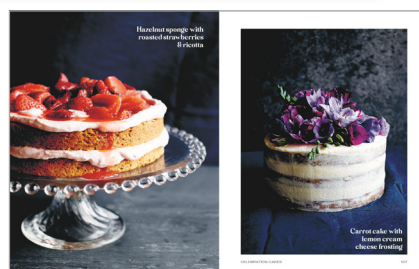 Hazelnut sponge with
roasted strawberries
& ricotta
Carrot cake with
lemon cream
cheese frosting
CELEBRATION CAKES